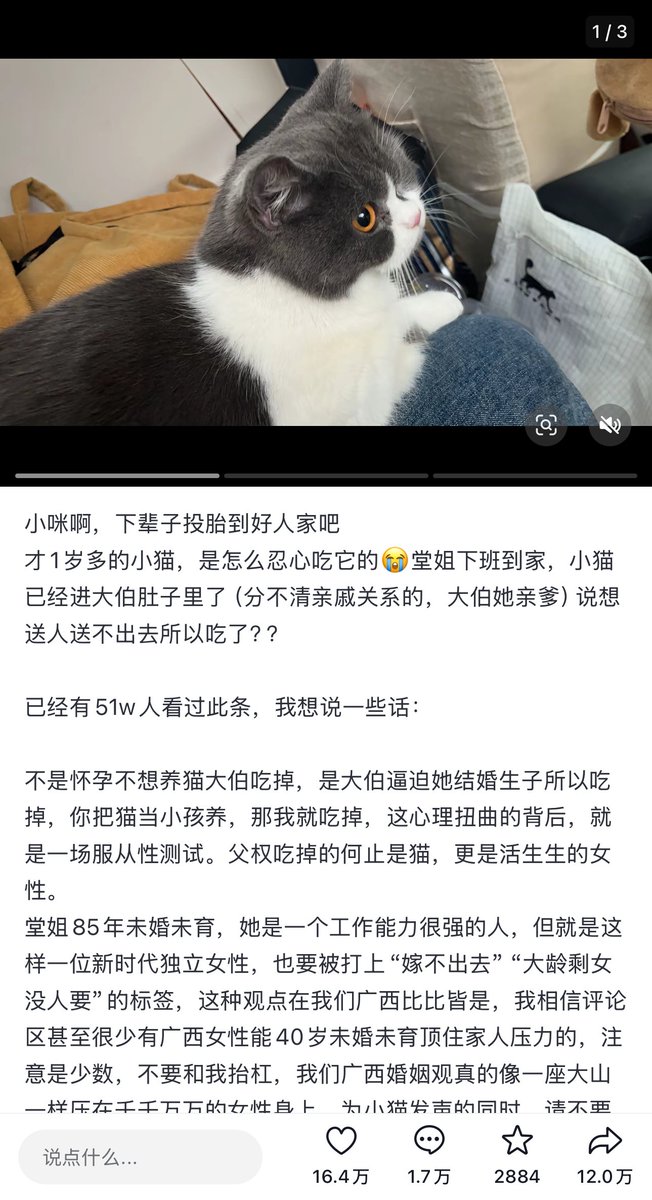 1 / 3
小咪啊，下辈子投胎到好人家吧
才1岁多的小猫，是怎么忍心吃它的😭堂姐下班到家，小猫
已经进大伯肚子里了（分不清亲戚关系的，大伯她亲爹）说想
送人送不出去所以吃了？？
已经有51w人看过此条，我想说一些话：
不是怀孕不想养猫大伯吃掉，是大伯逼迫她结婚生子所以吃
掉，你把猫当小孩养，那我就吃掉，这心理扭曲的背后，就
是一场服从性测试。父权吃掉的何止是猫，更是活生生的女
性。
堂姐85年未婚未育，她是一个工作能力很强的人，但就是这
样一位新时代独立女性，也要被打上“嫁不出去”“大龄剩女
没人要”的标签，这种观点在我们广西比比皆是，我相信评论
区甚至很少有广西女性能40岁未婚未育顶住家人压力的，注
意是少数，不要和我抬杠，我们广西婚姻观真的像一座大山
一样压在千千万万的女性身上，为小猫发声的同时，请不要
说点什么...
16.4万
1.7万
2884
12.0万